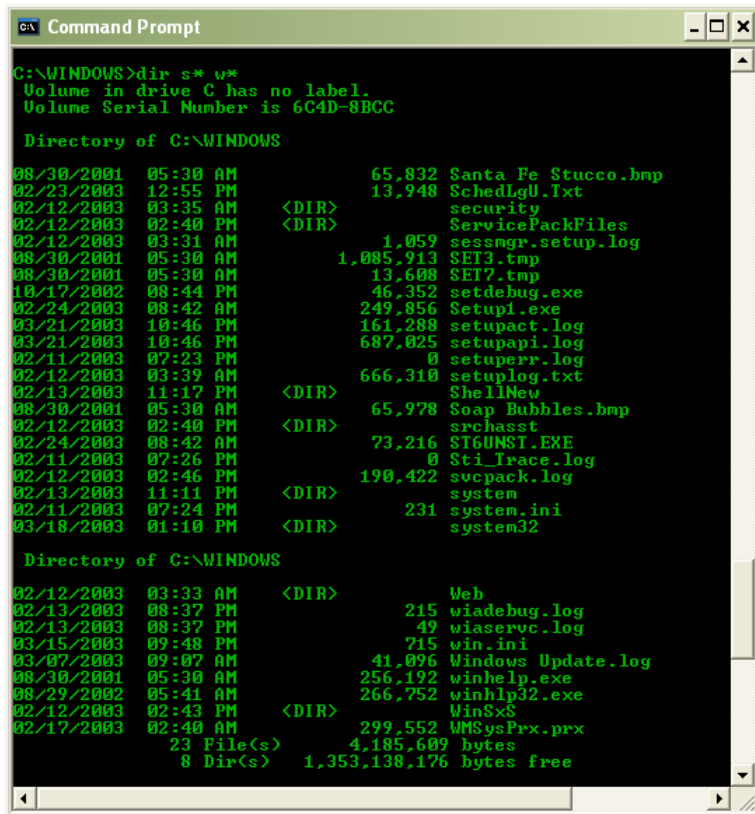 Command Prompt
C:\WINDOWS>dir s* w*
 Volume in drive C has no label.
 Volume Serial Number is 6C4D-8BCC

 Directory of C:\WINDOWS

08/30/2001  05:30 AM            65,832 Santa Fe Stucco.bmp
02/23/2003  12:55 PM            13,948 SchedLgU.Txt
02/12/2003  03:35 AM    <DIR>          security
02/12/2003  02:40 PM    <DIR>          ServicePackFiles
02/12/2003  03:31 AM             1,059 sessmgr.setup.log
08/30/2001  05:30 AM         1,085,913 SET3.tmp
08/30/2001  05:30 AM            13,608 SET7.tmp
10/17/2002  08:44 PM            46,352 setdebug.exe
02/24/2003  08:42 AM           249,856 Setup1.exe
03/21/2003  10:46 PM           161,288 setupact.log
03/21/2003  10:46 PM           687,025 setupapi.log
02/11/2003  07:23 PM                 0 setuperr.log
02/12/2003  03:39 AM           666,310 setuplog.txt
02/13/2003  11:17 PM    <DIR>          ShellNew
08/30/2001  05:30 AM            65,978 Soap Bubbles.bmp
02/12/2003  02:40 PM    <DIR>          srchasst
02/24/2003  08:42 AM            73,216 ST6UNST.EXE
02/11/2003  07:26 PM                 0 Sti_Trace.log
02/12/2003  02:46 PM           190,422 svcpack.log
02/13/2003  11:11 PM    <DIR>          system
02/11/2003  07:24 PM               231 system.ini
03/18/2003  01:10 PM    <DIR>          system32

 Directory of C:\WINDOWS

02/12/2003  03:33 AM    <DIR>          Web
02/13/2003  08:37 PM               215 wiadebug.log
02/13/2003  08:37 PM                49 wiaservc.log
03/15/2003  09:48 PM               715 win.ini
03/07/2003  09:07 AM            41,096 Windows Update.log
08/30/2001  05:30 AM           256,192 winhelp.exe
08/29/2002  05:41 AM           266,752 winhlp32.exe
02/12/2003  02:43 PM    <DIR>          WinSxS
02/17/2003  02:40 AM           299,552 WMSysPrx.prx
              23 File(s)      4,185,609 bytes
               8 Dir(s)   1,353,138,176 bytes free